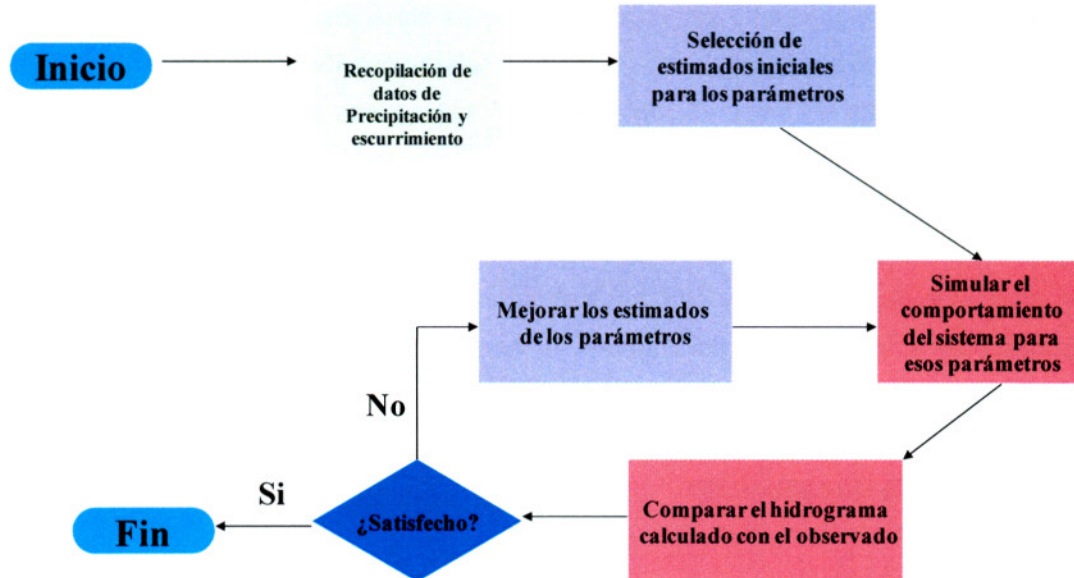 Inicio
Recopilación de
datos de
Precipitación y
escurrimiento
Selección de
estimados iniciales
para los parámetros
Simular el
comportamiento
del sistema para
esos parámetros
Mejorar los estimados
de los parámetros
No
Si
¿Satisfecho?
Comparar el hidrograma
calculado con el observado
Fin